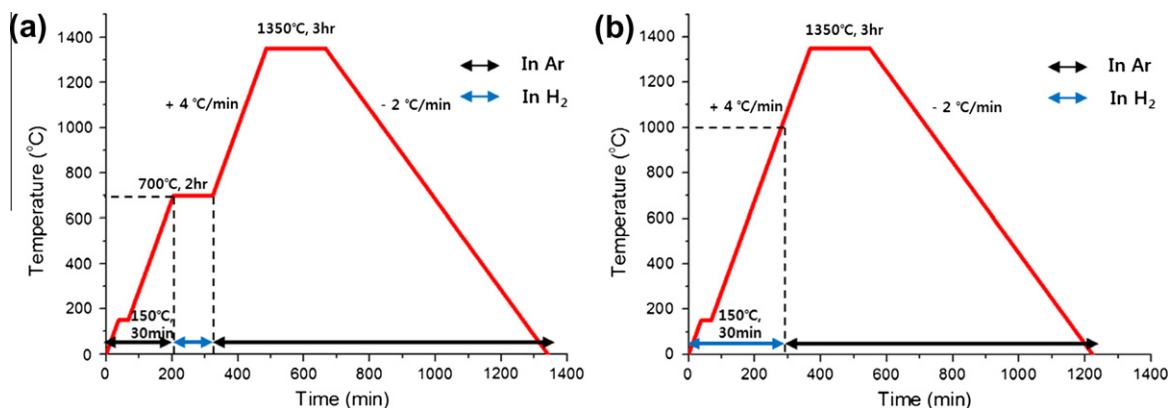 (a)
1350℃, 3hr
In Ar
In H₂
+ 4 ℃/min
- 2 ℃/min
700℃, 2hr
150℃,
30min
Temperature (°C)
1400
1200
1000
800
600
400
200
0
0 200 400 600 800 1000 1200 1400
Time (min)
(b)
1350℃, 3hr
In Ar
In H₂
+ 4 ℃/min
- 2 ℃/min
150℃,
30min
Temperature (°C)
1400
1200
1000
800
600
400
200
0
0 200 400 600 800 1000 1200 1400
Time (min)